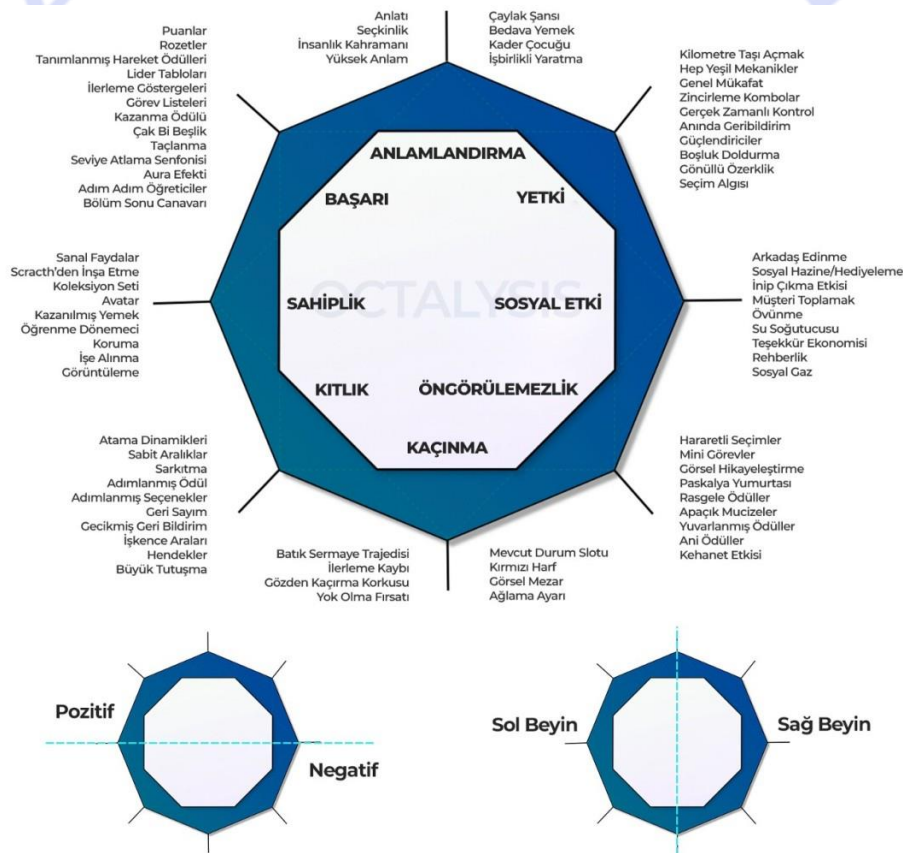 Anlatı
Seçkinlik
İnsanlık Kahramanı
Yüksek Anlam
Çaylak Şansı
Bedava Yemek
Kader Çocuğu
İşbirlikli Yaratma
Puanlar
Rozetler
Tanımlanmış Hareket Ödülleri
Lider Tabloları
İlerleme Göstergeleri
Görev Listeleri
Kazanma Ödülü
Çak Bi Beşlik
Taçlanma
Seviye Atlama Senfonisi
Aura Efekti
Adım Adım Öğreticiler
Bölüm Sonu Canavarı
Kilometre Taşı Açmak
Hep Yeşil Mekanikler
Genel Mükafat
Zincirleme Kombolar
Gerçek Zamanlı Kontrol
Anında Geribildirim
Güçlendiriciler
Boşluk Doldurma
Gönüllü Özerklik
Seçim Algısı
ANLAMLANDIRMA
BAŞARI
YETKİ
OCTALYSIS
SAHİPLİK
SOSYAL ETKİ
KITLIK
ÖNGÖRÜLEMEZLİK
KAÇINMA
Sanal Faydalar
Scracth'den İnşa Etme
Koleksiyon Seti
Avatar
Kazanılmış Yemek
Öğrenme Dönemeci
Koruma
İşe Alınma
Görüntüleme
Arkadaş Edinme
Sosyal Hazine/Hediyeleme
İnip Çıkma Etkisi
Müşteri Toplamak
Övünme
Su Soğutucusu
Teşekkür Ekonomisi
Rehberlik
Sosyal Gaz
Atama Dinamikleri
Sabit Aralıklar
Sarkıtma
Adımlanmış Ödül
Adımlanmış Seçenekler
Geri Sayım
Gecikmiş Geri Bildirim
İşkence Araları
Hendekler
Büyük Tutuşma
Hararetli Seçimler
Mini Görevler
Görsel Hikayeleştirme
Paskalya Yumurtası
Rasgele Ödüller
Apaçık Mucizeler
Yuvarlanmış Ödüller
Ani Ödüller
Kehanet Etkisi
Batık Sermaye Trajedisi
İlerleme Kaybı
Gözden Kaçırma Korkusu
Yok Olma Fırsatı
Mevcut Durum Slotu
Kırmızı Harf
Görsel Mezar
Ağlama Ayarı
Pozitif
Negatif
Sol Beyin
Sağ Beyin